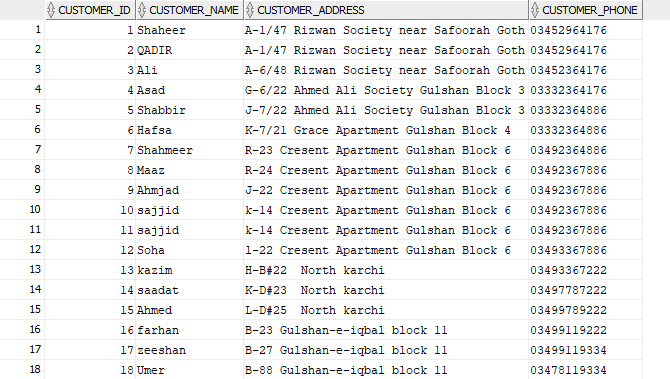 CUSTOMER_ID CUSTOMER_NAME CUSTOMER_ADDRESS CUSTOMER_PHONE
1 1 Shaheer A-1/47 Rizwan Society near Safoorah Goth 03452964176
2 2 QADIR A-1/47 Rizwan Society near Safoorah Goth 03452964176
3 3 Ali A-6/48 Rizwan Society near Safoorah Goth 03452364176
4 4 Asad G-6/22 Ahmed Ali Society Gulshan Block 3 03332364176
5 5 Shabbir J-7/22 Ahmed Ali Society Gulshan Block 3 03332364886
6 6 Hafsa K-7/21 Grace Apartment Gulshan Block 4 03332364886
7 7 Shahmeer R-23 Cresent Apartment Gulshan Block 6 03492364886
8 8 Maaz R-24 Cresent Apartment Gulshan Block 6 03492367886
9 9 Ahmjad J-22 Cresent Apartment Gulshan Block 6 03492367886
10 10 sajjid k-14 Cresent Apartment Gulshan Block 6 03492367886
11 11 sajjid k-14 Cresent Apartment Gulshan Block 6 03492367886
12 12 Soha l-22 Cresent Apartment Gulshan Block 6 03493367886
13 13 kazim H-B#22 North karchi 03493367222
14 14 saadat K-D#23 North karchi 03497787222
15 15 Ahmed L-D#25 North karchi 03499789222
16 16 farhan B-23 Gulshan-e-iqbal block 11 03499119222
17 17 zeeshan B-27 Gulshan-e-iqbal block 11 03499119334
18 18 Umer B-88 Gulshan-e-iqbal block 11 03478119334